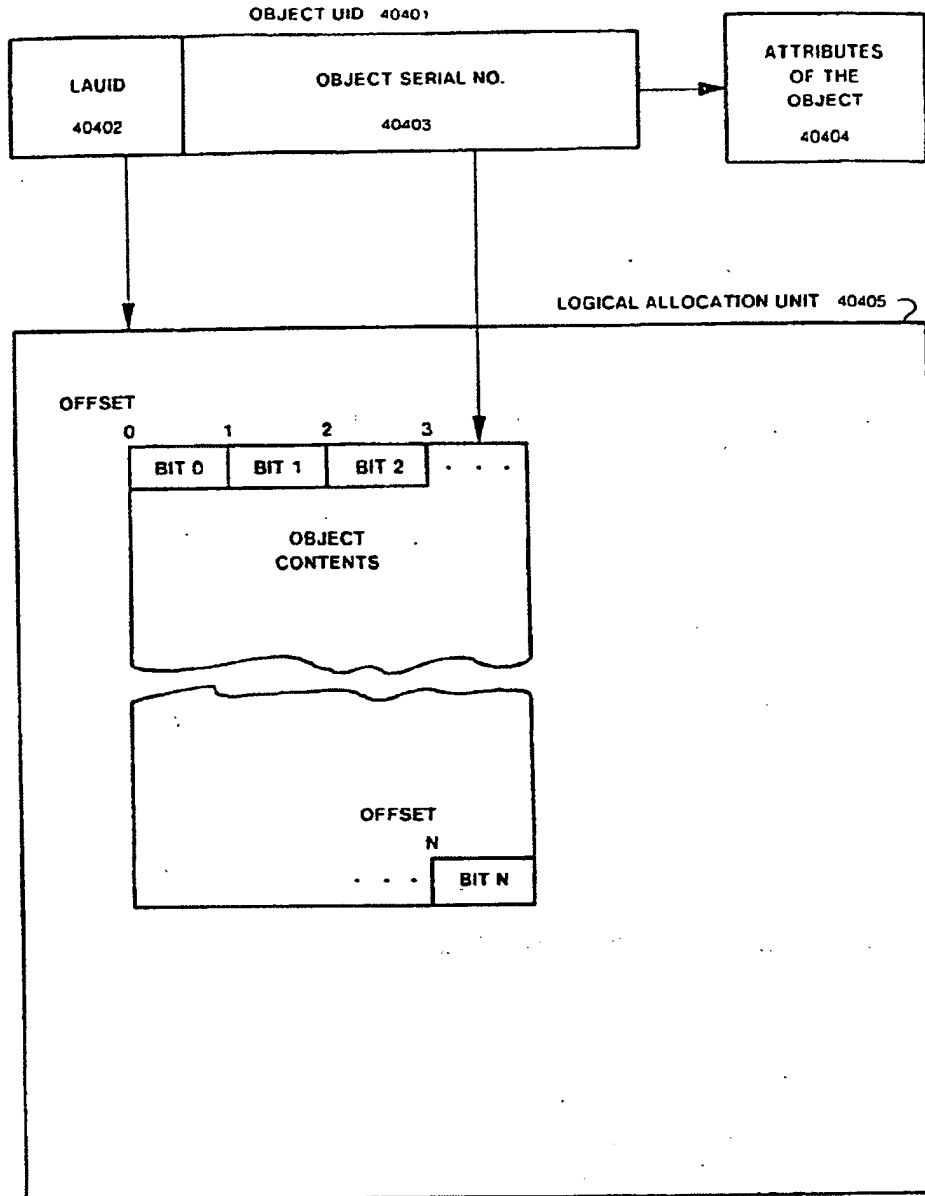 OBJECT UID 40401
LAUID
40402
OBJECT SERIAL NO.
40403
ATTRIBUTES
OF THE
OBJECT
40404
LOGICAL ALLOCATION UNIT 40405
OFFSET
0 1 2 3
BIT 0 BIT 1 BIT 2 . . .
OBJECT
CONTENTS
OFFSET
N
. . . BIT N